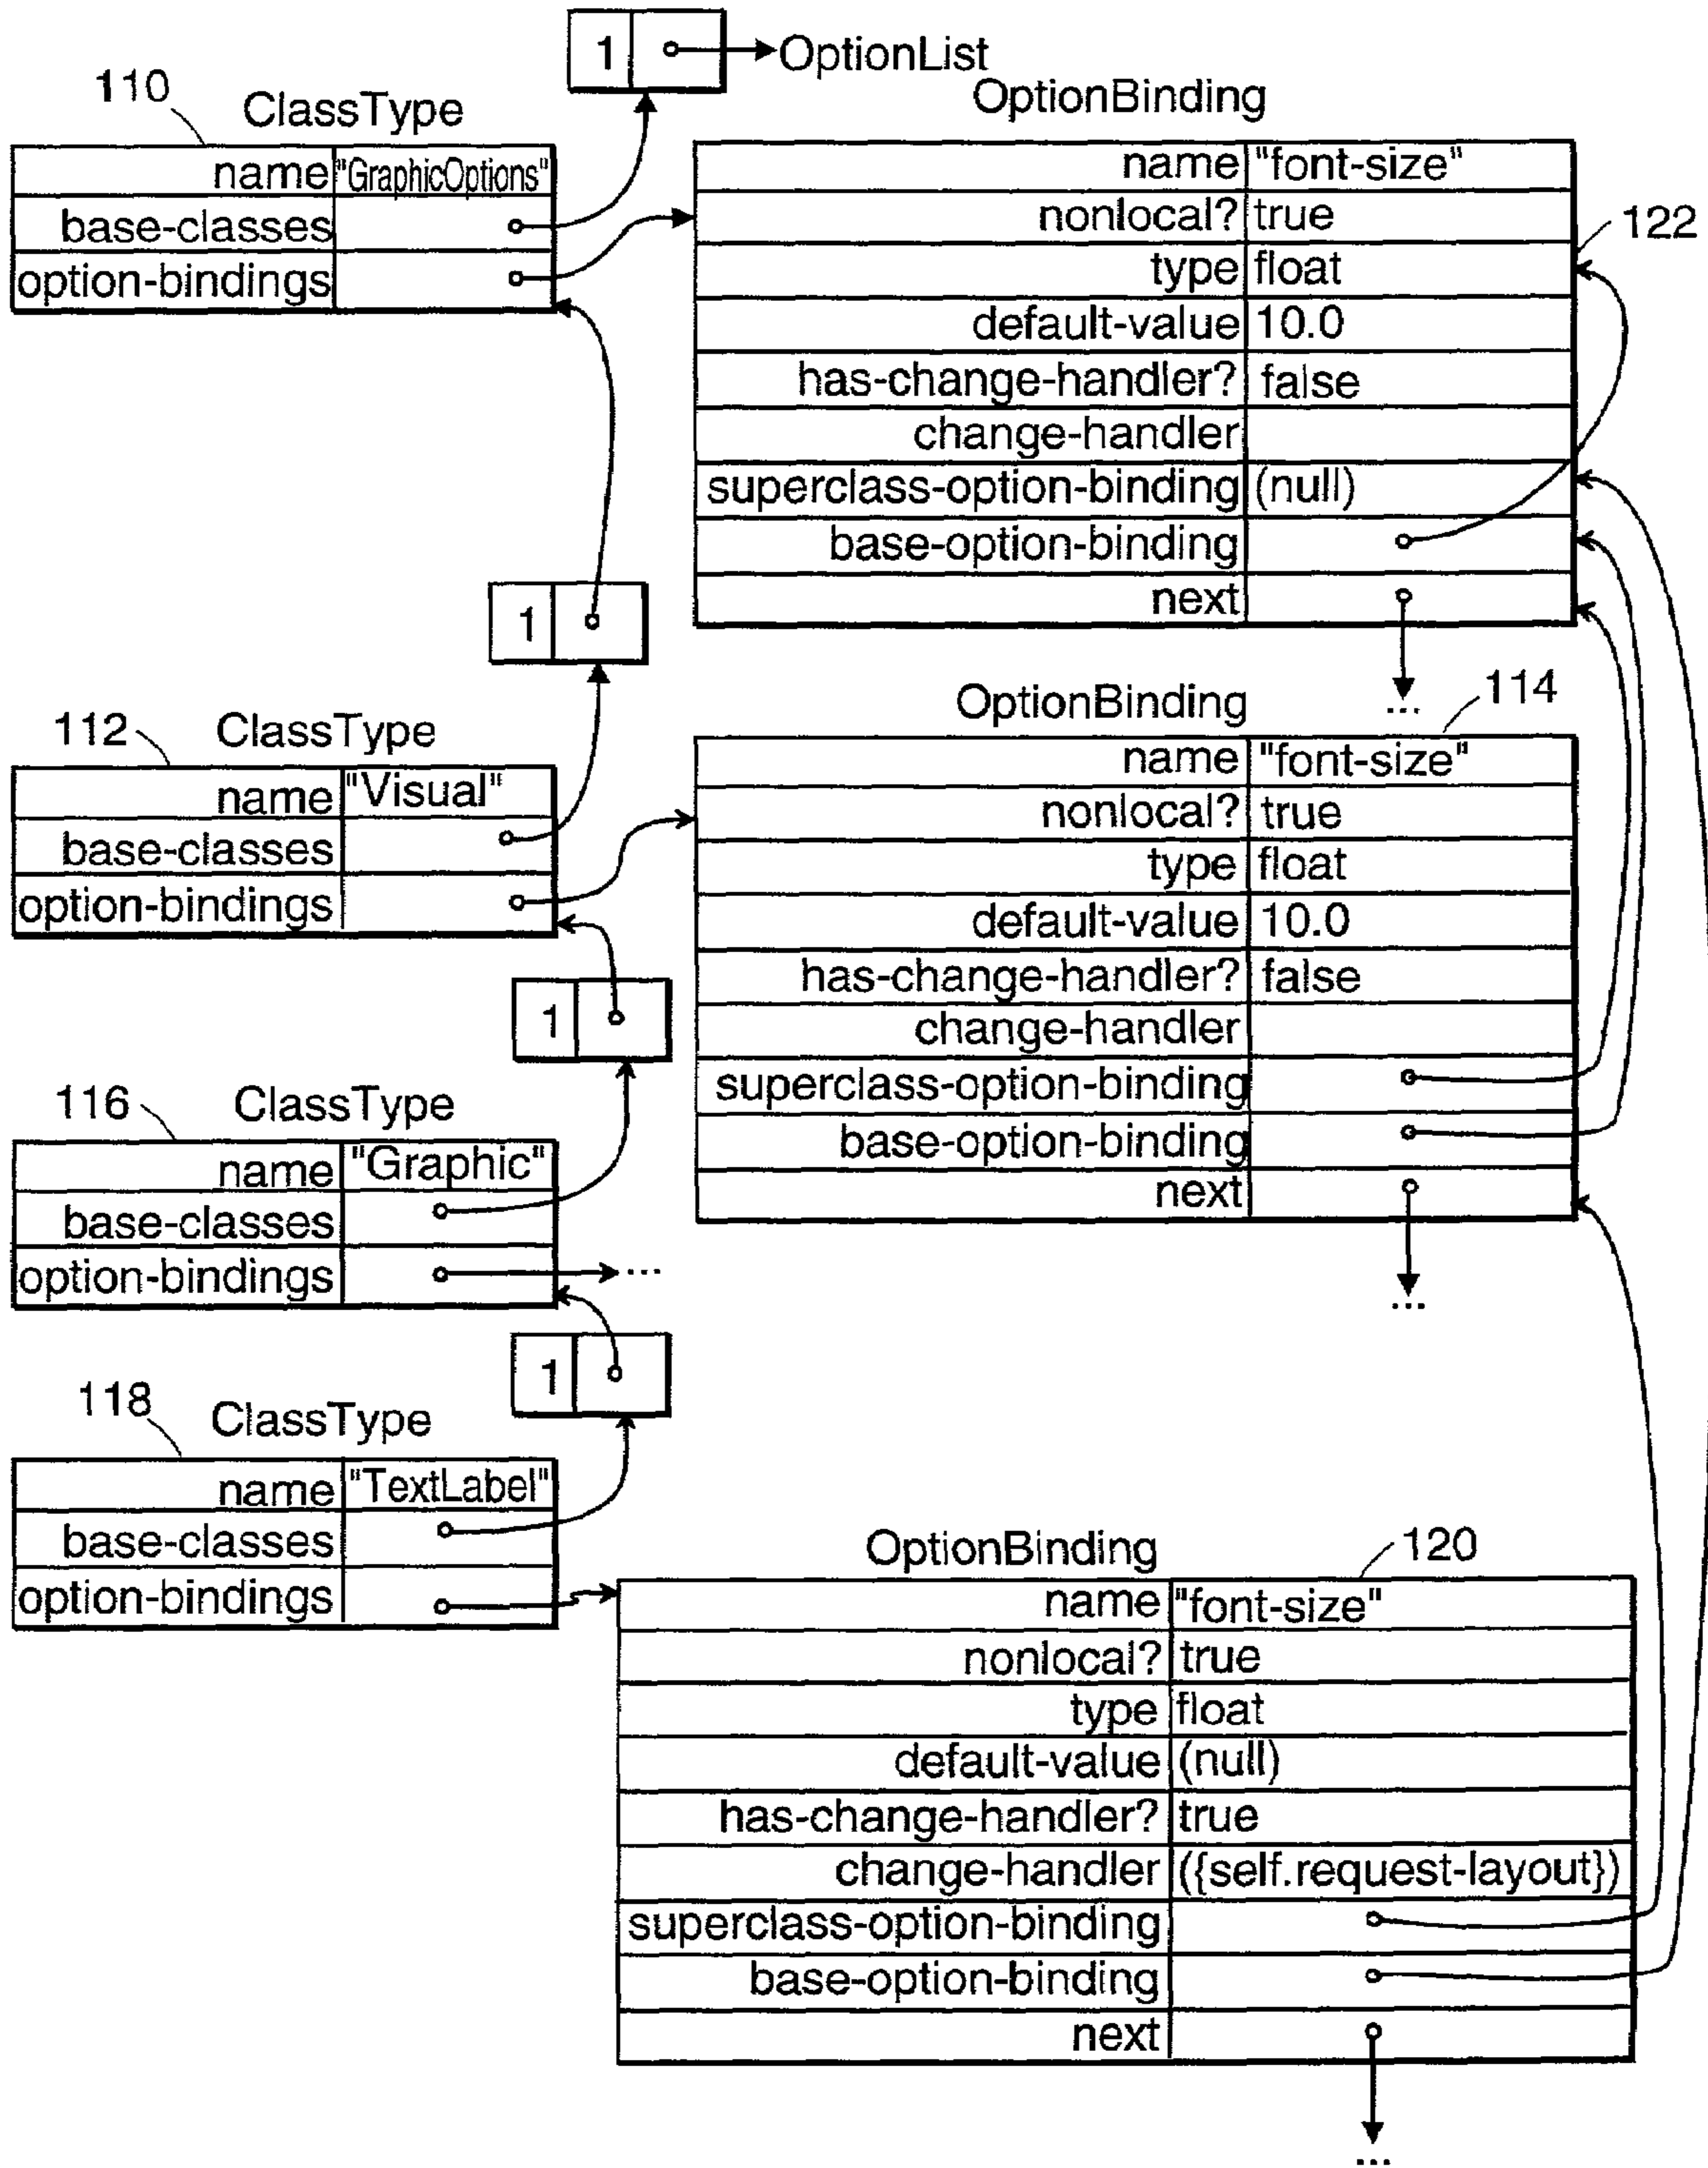 1 OptionList
110 ClassType
name "GraphicOptions"
base-classes
option-bindings
OptionBinding
name "font-size"
nonlocal? true
122
type float
default-value 10.0
has-change-handler? false
change-handler
superclass-option-binding (null)
base-option-binding
next
...
1
112 ClassType
name "Visual"
base-classes
option-bindings
OptionBinding 114
name "font-size"
nonlocal? true
type float
default-value 10.0
has-change-handler? false
change-handler
superclass-option-binding
base-option-binding
next
...
1
116 ClassType
name "Graphic"
base-classes
option-bindings ...
1
118 ClassType
name "TextLabel"
base-classes
option-bindings
OptionBinding 120
name "font-size"
nonlocal? true
type float
default-value (null)
has-change-handler? true
change-handler ({self.request-layout})
superclass-option-binding
base-option-binding
next
...